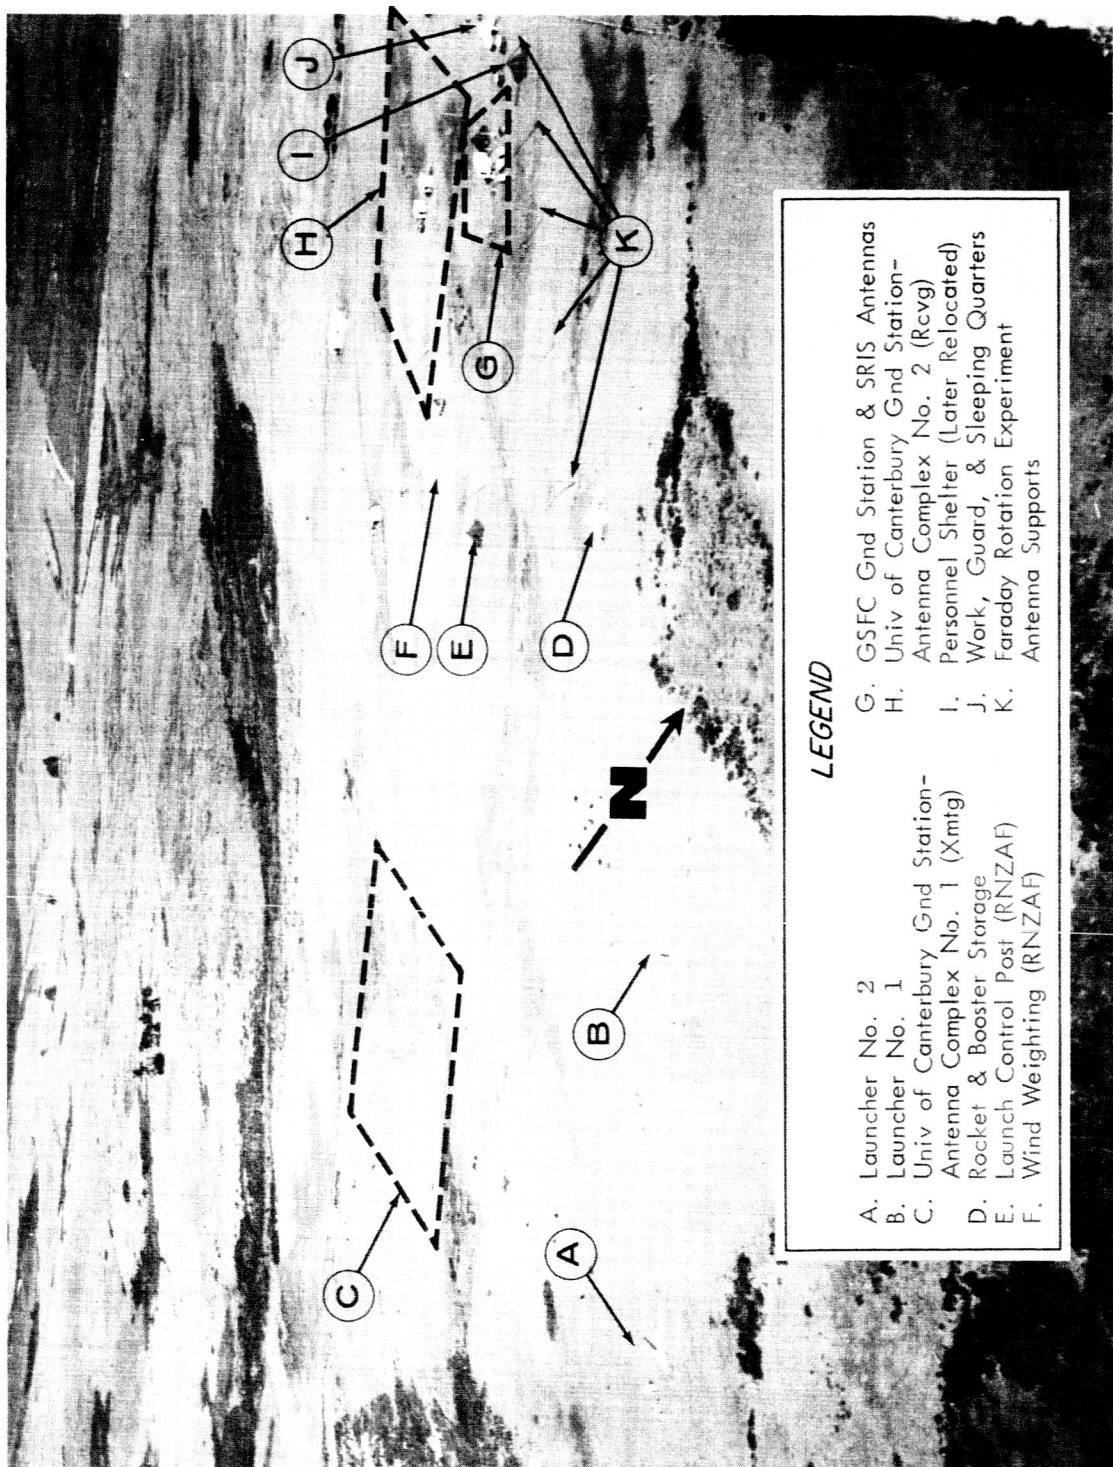 J
I
H
G
K
F
E
D
N
C
B
A
LEGEND
A. Launcher No. 2
B. Launcher No. 1
C. Univ of Canterbury Gnd Station-
Antenna Complex No. 1 (Xmtg)
D. Rocket & Booster Storage
E. Launch Control Post (RNZAF)
F. Wind Weighting (RNZAF)
G. GSFC Gnd Station & SRIS Antennas
H. Univ of Canterbury Gnd Station-
Antenna Complex No. 2 (Rcvg)
I. Personnel Shelter (Later Relocated)
J. Work, Guard, & Sleeping Quarters
K. Faraday Rotation Experiment
Antenna Supports